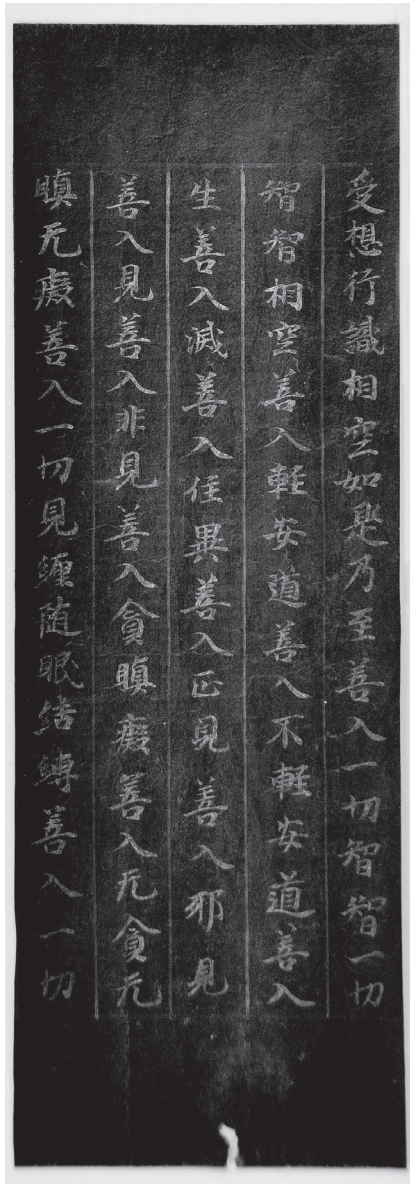 受想行識相空如是乃至善入一切智智一切
智智相空善入軽安道善入不軽安道善入
生善入滅善入住異善入正見善入邪見
善入見善入非見善入貪瞋癡善入无貪无
瞋无癡善入一切見纏随眠結縛善入一切